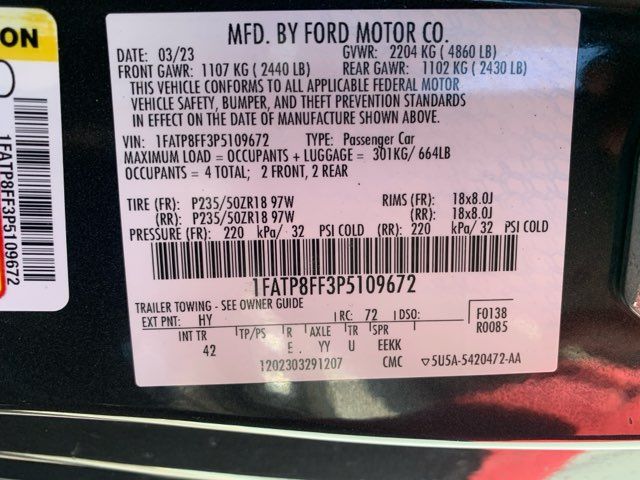 ON
1FATP8FF3P5109672
MFD. BY FORD MOTOR CO.
03/23 GVWR: 2204 KG ( 4860 LB)
FRONT GAWR: 1107 KG ( 2440 LB) REAR GAWR: 1102 KG ( 2430 LB)
THIS VEHICLE CONFORMS TO ALL APPLICABLE FEDERAL MOTOR
VEHICLE SAFETY, BUMPER, AND THEFT PREVENTION STANDARDS
IN EFFECT ON THE DATE OF MANUFACTURE SHOWN ABOVE.
VIN: 1FATP8FF3P5109672 TYPE: Passenger Car
MAXIMUM LOAD = OCCUPANTS + LUGGAGE = 301KG/ 664LB
OCCUPANTS = 4 TOTAL; 2 FRONT, 2 REAR
TIRE (FR): P235/50ZR18 97W RIMS (FR): 18x8.0J
(RR): P235/50ZR18 97W (RR): 18x8.0J
PRESSURE (FR): 220 kPa/ 32 PSI COLD (RR): 220 kPa/ 32 PSI COLD
1FATP8FF3P5109672
TRAILER TOWING - SEE OWNER GUIDE
EXT PNT: HY RC: 72 DSO: F0138
R0085
INT TR TP/PS R AXLE TR SPR
42 E. YY U EEKK
1202303291207 CMC ▽5U5A-5420472-AA